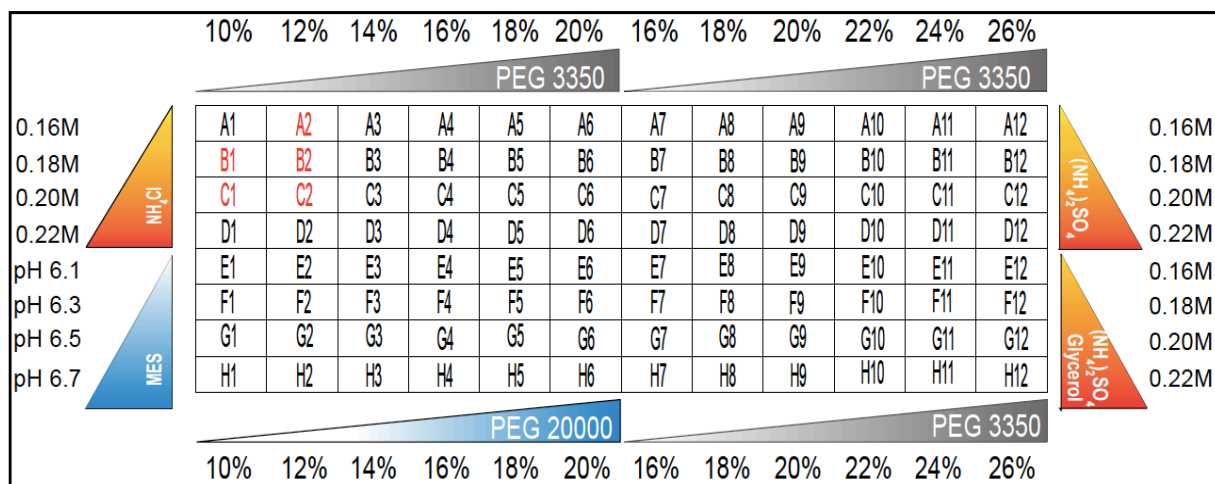 10% 12% 14% 16% 18% 20% 16% 18% 20% 22% 24% 26%
PEG 3350 PEG 3350
0.16M A1 A2 A3 A4 A5 A6 A7 A8 A9 A10 A11 A12 0.16M
0.18M B1 B2 B3 B4 B5 B6 B7 B8 B9 B10 B11 B12 0.18M
0.20M C1 C2 C3 C4 C5 C6 C7 C8 C9 C10 C11 C12 0.20M
0.22M D1 D2 D3 D4 D5 D6 D7 D8 D9 D10 D11 D12 0.22M
NH₄Cl
(NH₄)₂SO₄
pH 6.1 E1 E2 E3 E4 E5 E6 E7 E8 E9 E10 E11 E12 0.16M
pH 6.3 F1 F2 F3 F4 F5 F6 F7 F8 F9 F10 F11 F12 0.18M
pH 6.5 G1 G2 G3 G4 G5 G6 G7 G8 G9 G10 G11 G12 0.20M
pH 6.7 H1 H2 H3 H4 H5 H6 H7 H8 H9 H10 H11 H12 0.22M
MES
(NH₄)₂SO₄
Glycerol
PEG 20000 PEG 3350
10% 12% 14% 16% 18% 20% 16% 18% 20% 22% 24% 26%